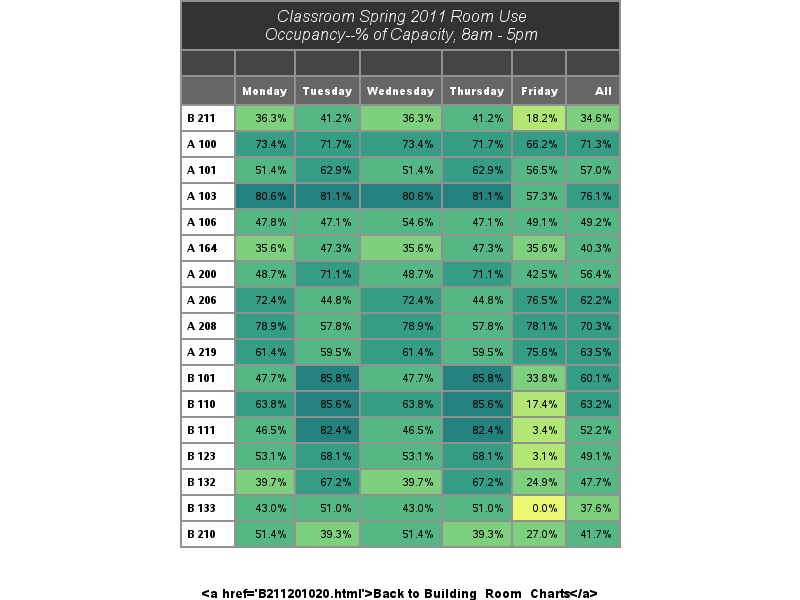 Classroom Spring 2011 Room Use
Occupancy--% of Capacity, 8am - 5pm
Monday Tuesday Wednesday Thursday Friday All
B 211 36.3% 41.2% 36.3% 41.2% 18.2% 34.6%
A 100 73.4% 71.7% 73.4% 71.7% 66.2% 71.3%
A 101 51.4% 62.9% 51.4% 62.9% 56.5% 57.0%
A 103 80.6% 81.1% 80.6% 81.1% 57.3% 76.1%
A 106 47.8% 47.1% 54.6% 47.1% 49.1% 49.2%
A 164 35.6% 47.3% 35.6% 47.3% 35.6% 40.3%
A 200 48.7% 71.1% 48.7% 71.1% 42.5% 56.4%
A 206 72.4% 44.8% 72.4% 44.8% 76.5% 62.2%
A 208 78.9% 57.8% 78.9% 57.8% 78.1% 70.3%
A 219 61.4% 59.5% 61.4% 59.5% 75.6% 63.5%
B 101 47.7% 85.8% 47.7% 85.8% 33.8% 60.1%
B 110 63.8% 85.6% 63.8% 85.6% 17.4% 63.2%
B 111 46.5% 82.4% 46.5% 82.4% 3.4% 52.2%
B 123 53.1% 68.1% 53.1% 68.1% 3.1% 49.1%
B 132 39.7% 67.2% 39.7% 67.2% 24.9% 47.7%
B 133 43.0% 51.0% 43.0% 51.0% 0.0% 37.6%
B 210 51.4% 39.3% 51.4% 39.3% 27.0% 41.7%
<a href='B211201020.html'>Back to Building_Room_Charts</a>